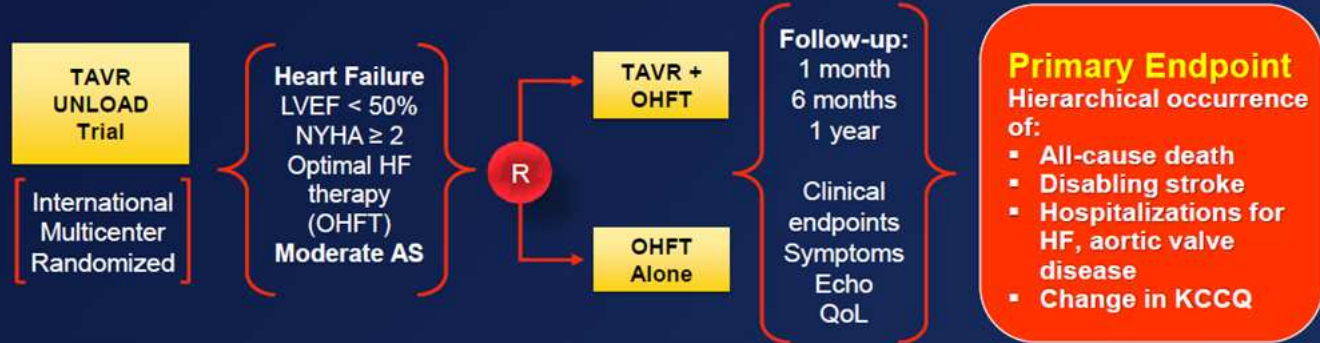 TAVR
UNLOAD
Trial
International
Multicenter
Randomized
Heart Failure
LVEF < 50%
NYHA ≥ 2
Optimal HF
therapy
(OHFT)
Moderate AS
R
TAVR +
OHFT
OHFT
Alone
Follow-up:
1 month
6 months
1 year
Clinical
endpoints
Symptoms
Echo
QoL
Primary Endpoint
Hierarchical occurrence
of:
▪ All-cause death
▪ Disabling stroke
▪ Hospitalizations for
HF, aortic valve
disease
▪ Change in KCCQ